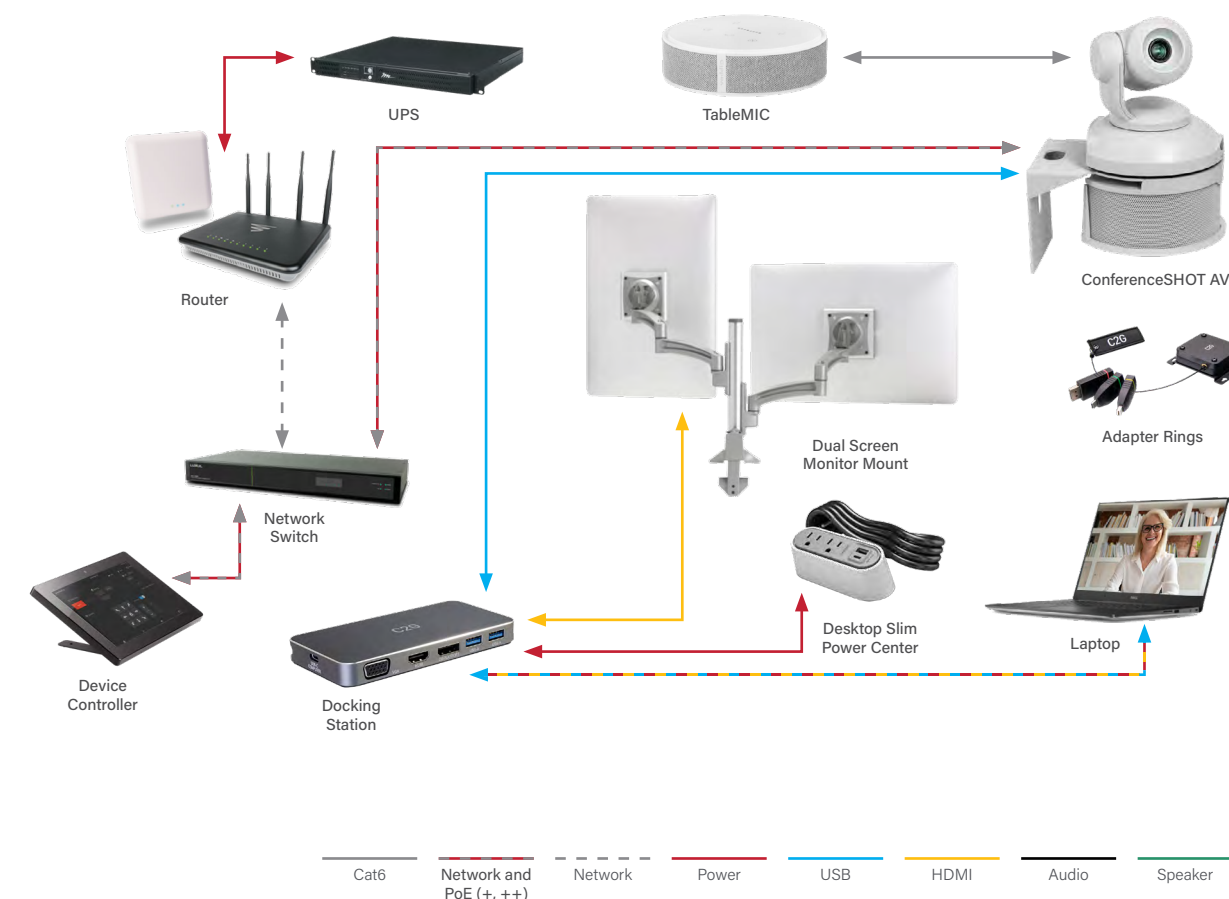 UPS
TableMIC
Router
ConferenceSHOT AV
C2G
Adapter Rings
Dual Screen
Monitor Mount
Network
Switch
C2G
Desktop Slim
Power Center
Laptop
Device
Controller
Docking
Station
Cat6
Network and
PoE (+, ++)
Network
Power
USB
HDMI
Audio
Speaker